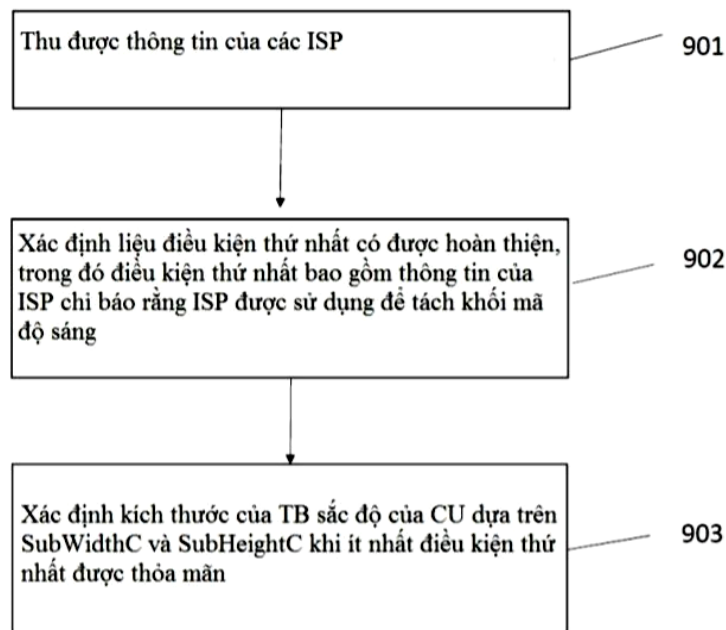 Thu được thông tin của các ISP
901
Xác định liệu điều kiện thứ nhất có được hoàn thiện,
trong đó điều kiện thứ nhất bao gồm thông tin của
ISP chỉ báo rằng ISP được sử dụng để tách khối mã
độ sáng
902
Xác định kích thước của TB sắc độ của CU dựa trên
SubWidthC và SubHeightC khi ít nhất điều kiện thứ
nhất được thỏa mãn
903